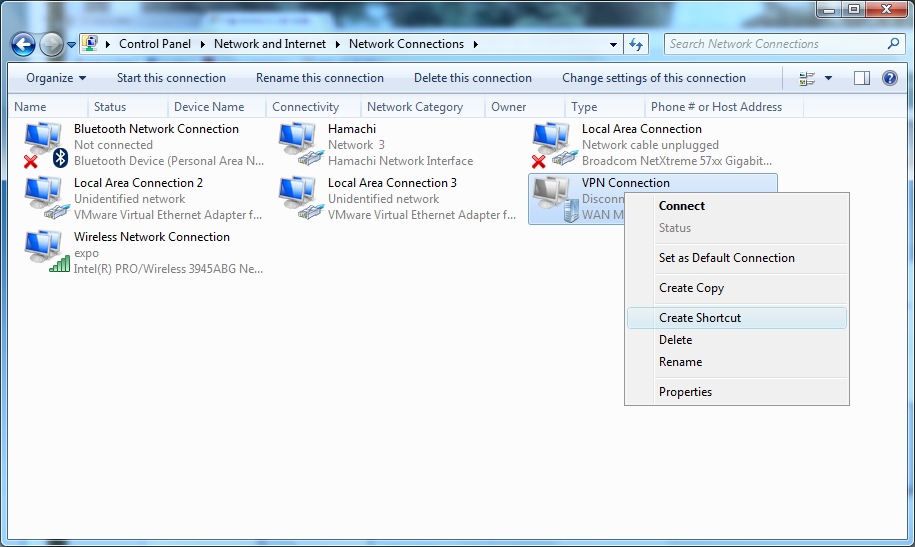 Control Panel Network and Internet Network Connections
Search Network Connections
Organize Start this connection Rename this connection Delete this connection Change settings of this connection
Name Status Device Name Connectivity Network Category Owner Type Phone # or Host Address
Bluetooth Network Connection
Not connected
Bluetooth Device (Personal Area N...
Hamachi
Network 3
Hamachi Network Interface
Local Area Connection
Network cable unplugged
Broadcom NetXtreme 57xx Gigabit...
Local Area Connection 2
Unidentified network
VMware Virtual Ethernet Adapter f...
Local Area Connection 3
Unidentified network
VMware Virtual Ethernet Adapter f...
VPN Connection
Disconn
WAN M
Wireless Network Connection
expo
Intel(R) PRO/Wireless 3945ABG Ne...
Connect
Status
Set as Default Connection
Create Copy
Create Shortcut
Delete
Rename
Properties